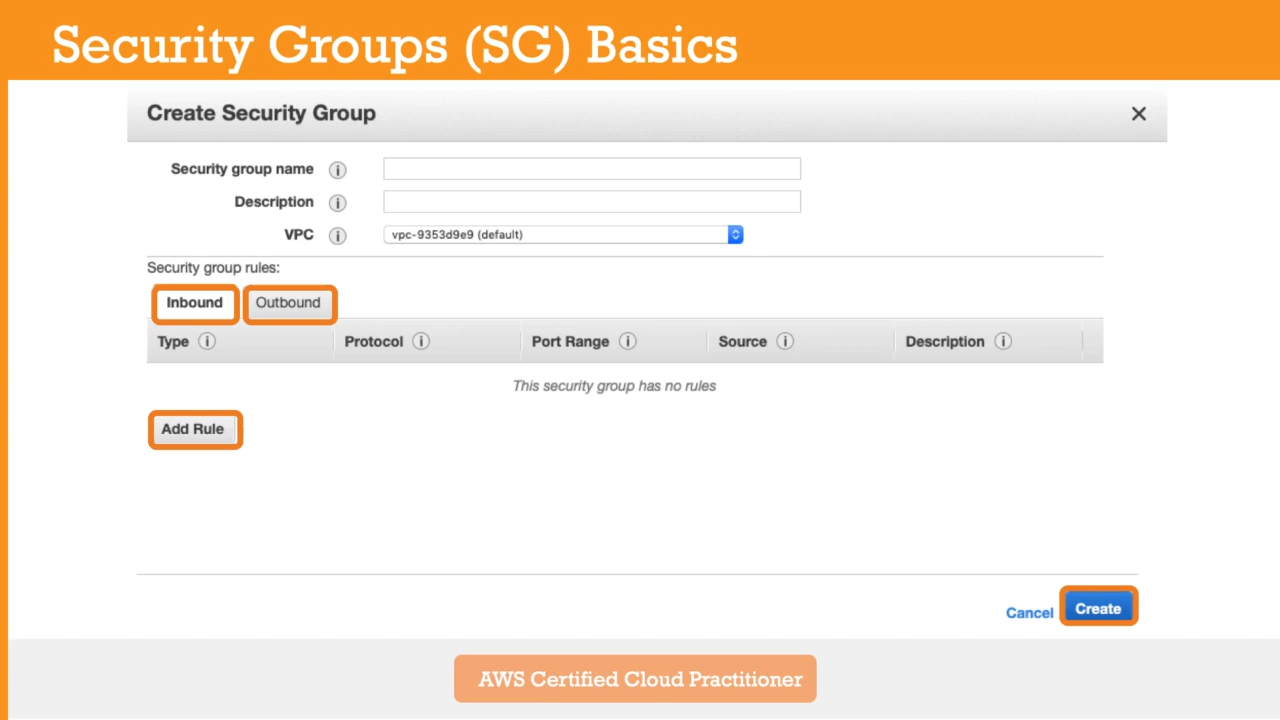 Security Groups (SG) Basics
Create Security Group
Security group name
Description
VPC vpc-9353d9e9 (default)
Security group rules:
Inbound Outbound
Type Protocol Port Range Source Description
This security group has no rules
Add Rule
Cancel Create
AWS Certified Cloud Practitioner